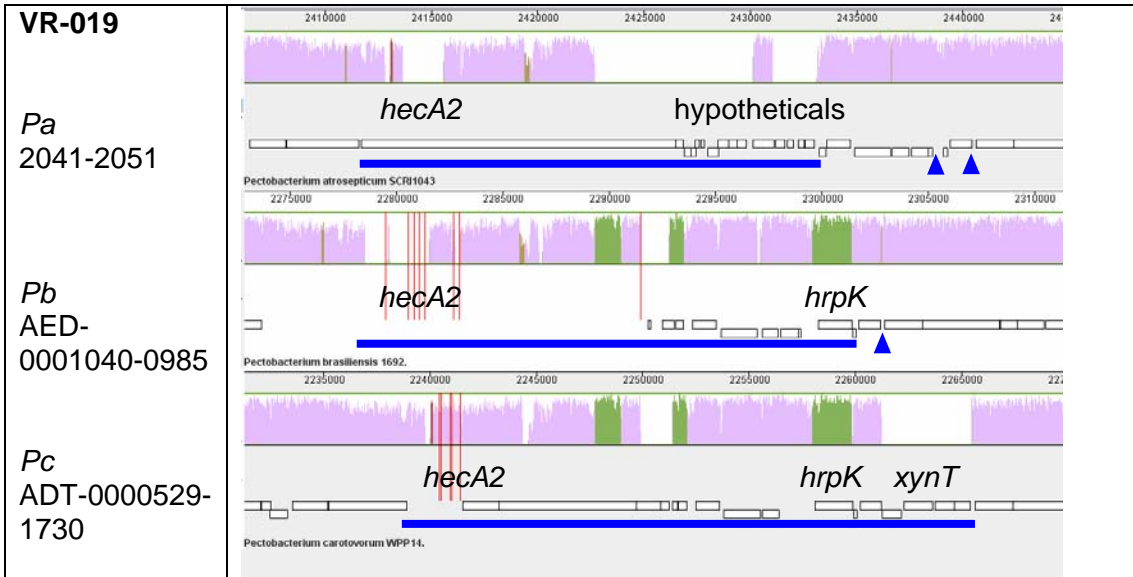 VR-019
Pa
2041-2051
2410000 2415000 2420000 2425000 2430000 2435000 2440000 24
hecA2 hypotheticals
Pectobacterium atrosepticum SCRI1043
Pb
AED-
0001040-0985
2275000 2280000 2285000 2290000 2295000 2300000 2305000 2310000
hecA2 hrpK
Pectobacterium brasiliensis 1692.
Pc
ADT-0000529-
1730
2235000 2240000 2245000 2250000 2255000 2260000 2265000 227
hecA2 hrpK xynT
Pectobacterium carotovorum WPP14.